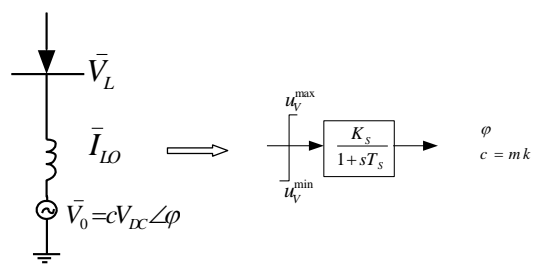 V̄_L
Ī_LO
V̄_0=cV_DC∠φ
u_V^max
K_S
1+sT_S
u_V^min
φ
c = mk